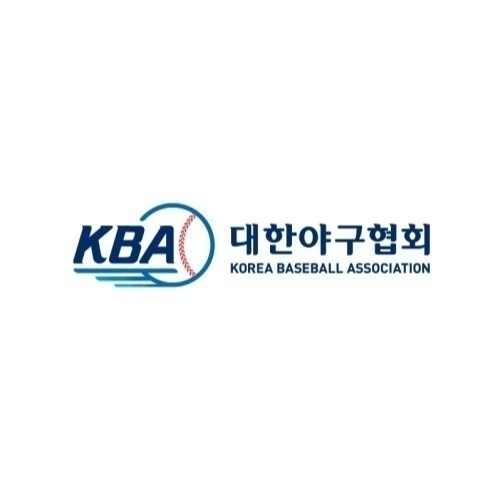 KBA
대한야구협회
KOREA BASEBALL ASSOCIATION